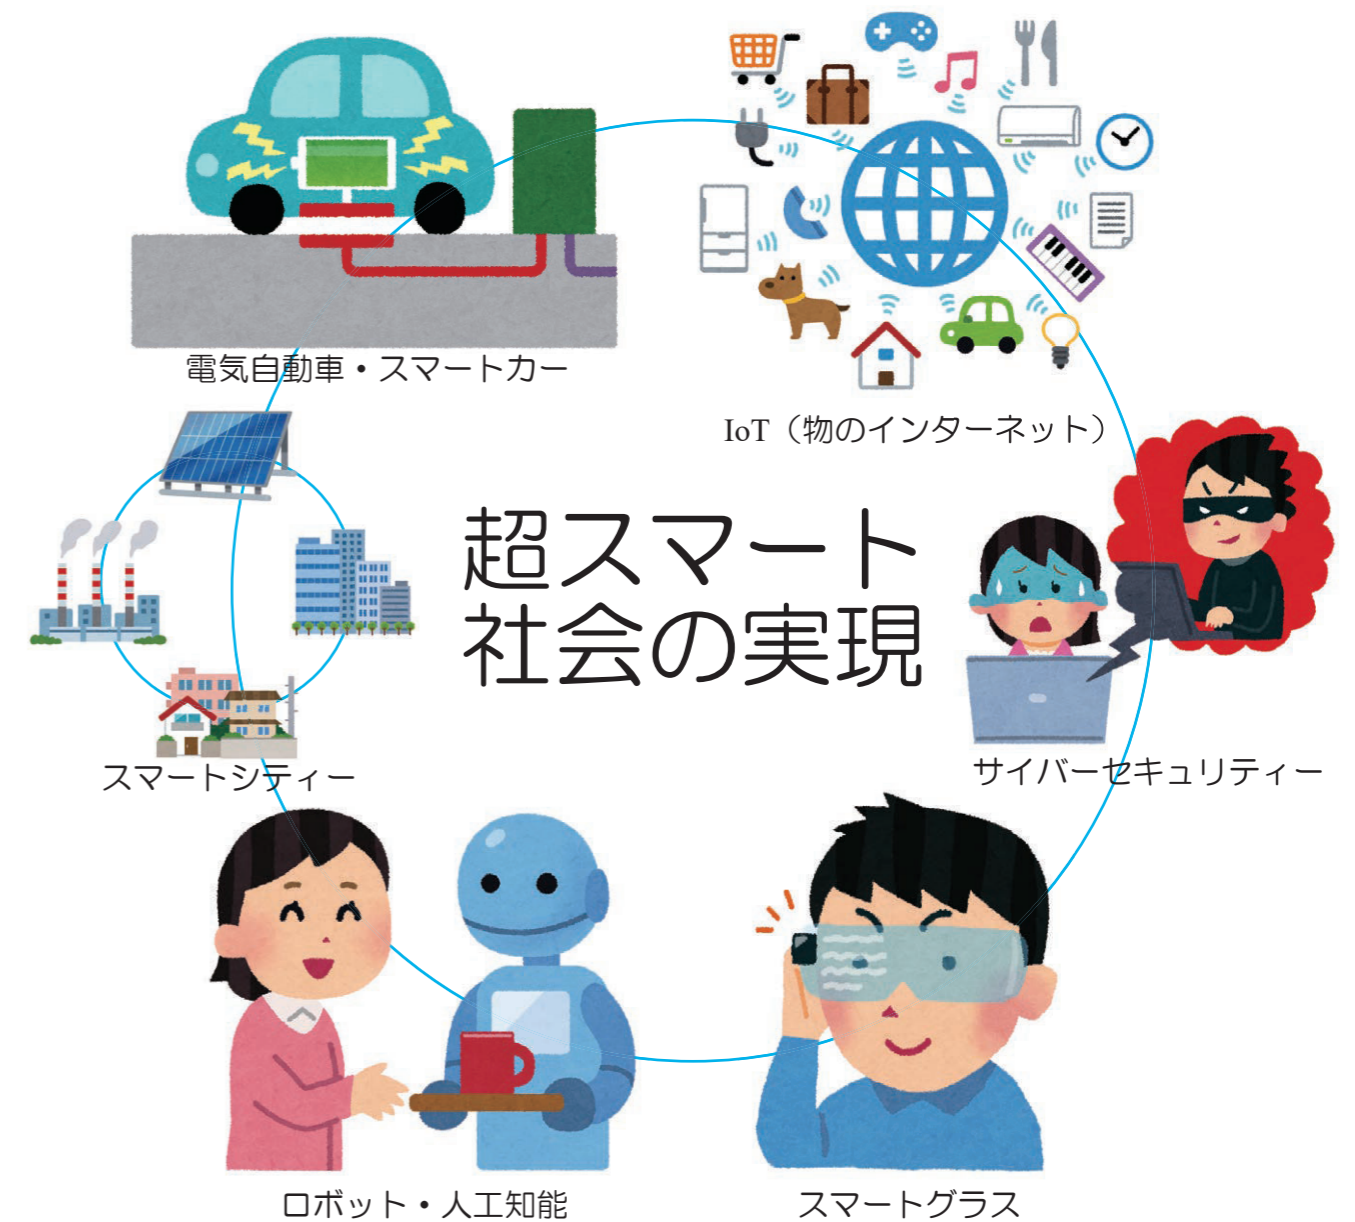 電気自動車・スマートカー
IoT（物のインターネット）
超スマート
社会の実現
スマートシティー
サイバーセキュリティー
ロボット・人工知能
スマートグラス